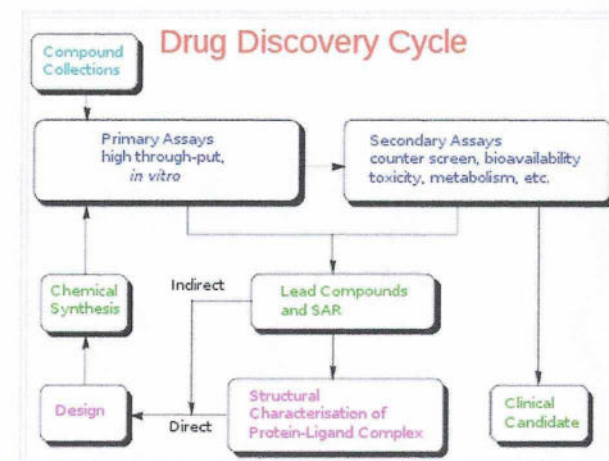 Drug Discovery Cycle
Compound
Collections
Primary Assays
high through-put,
in vitro
Secondary Assays
counter screen, bioavailability
toxicity, metabolism, etc.
Chemical
Synthesis
Indirect
Lead Compounds
and SAR
Design
Direct
Structural
Characterisation of
Protein-Ligand Complex
Clinical
Candidate